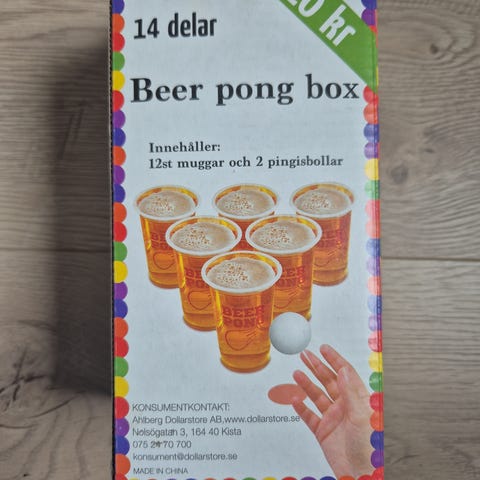 20 kr
14 delar
Beer pong box
Innehåller:
12st muggar och 2 pingisbollar
BEER
PONG
KONSUMENTKONTAKT:
Ahlberg Dollarstore AB,www.dollarstore.se
Nelsögatan 3, 164 40 Kista
075 24 70 700
konsument@dollarstore.se
MADE IN CHINA